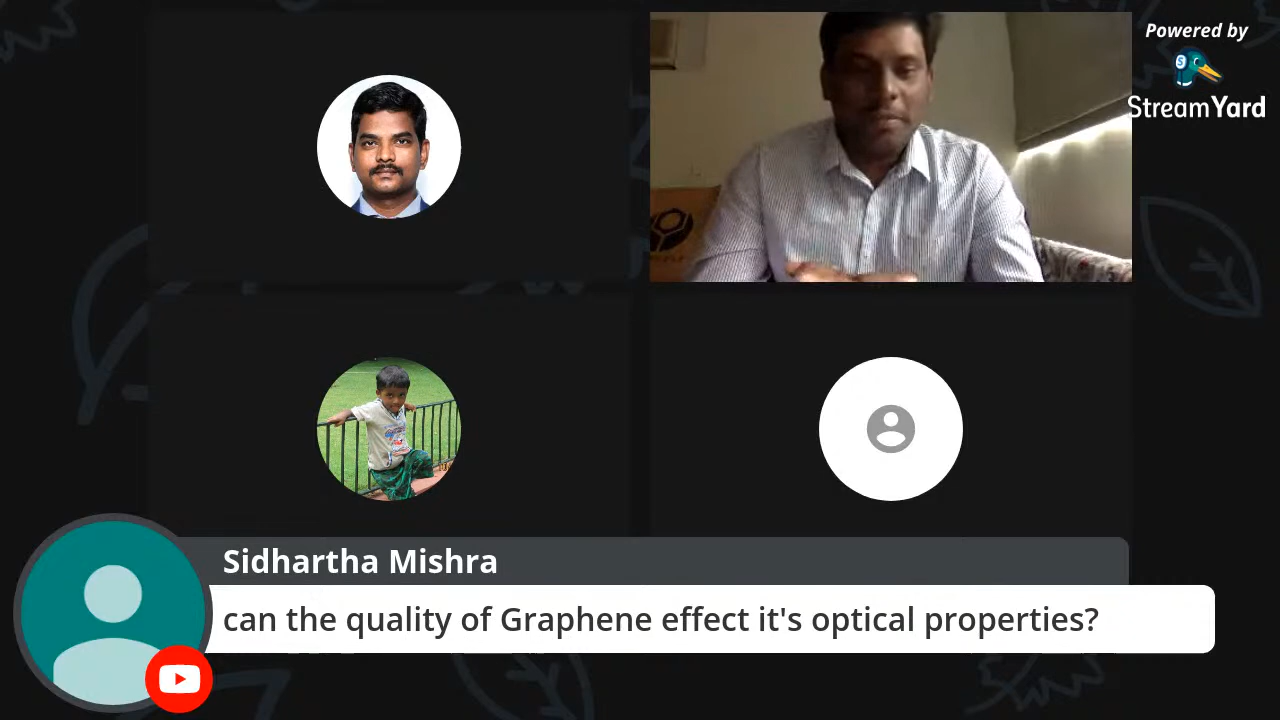 Powered by
StreamYard
Sidhartha Mishra
can the quality of Graphene effect it's optical properties?